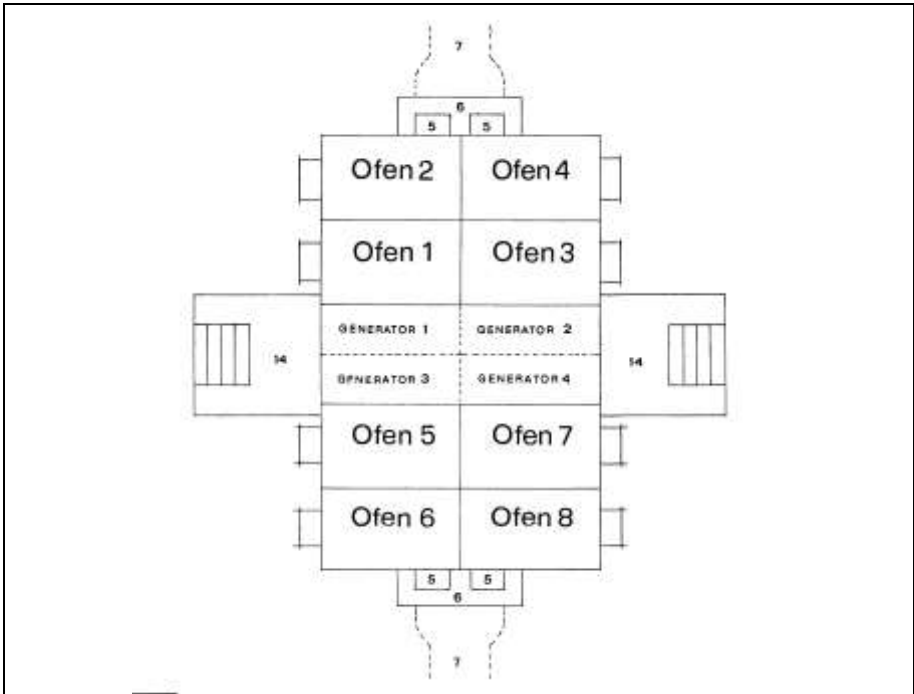 7
6
5 5
Ofen 2 Ofen 4
Ofen 1 Ofen 3
GENERATOR 1 GENERATOR 2
14 14
GENERATOR 3 GENERATOR 4
Ofen 5 Ofen 7
Ofen 6 Ofen 8
5 5
6
7